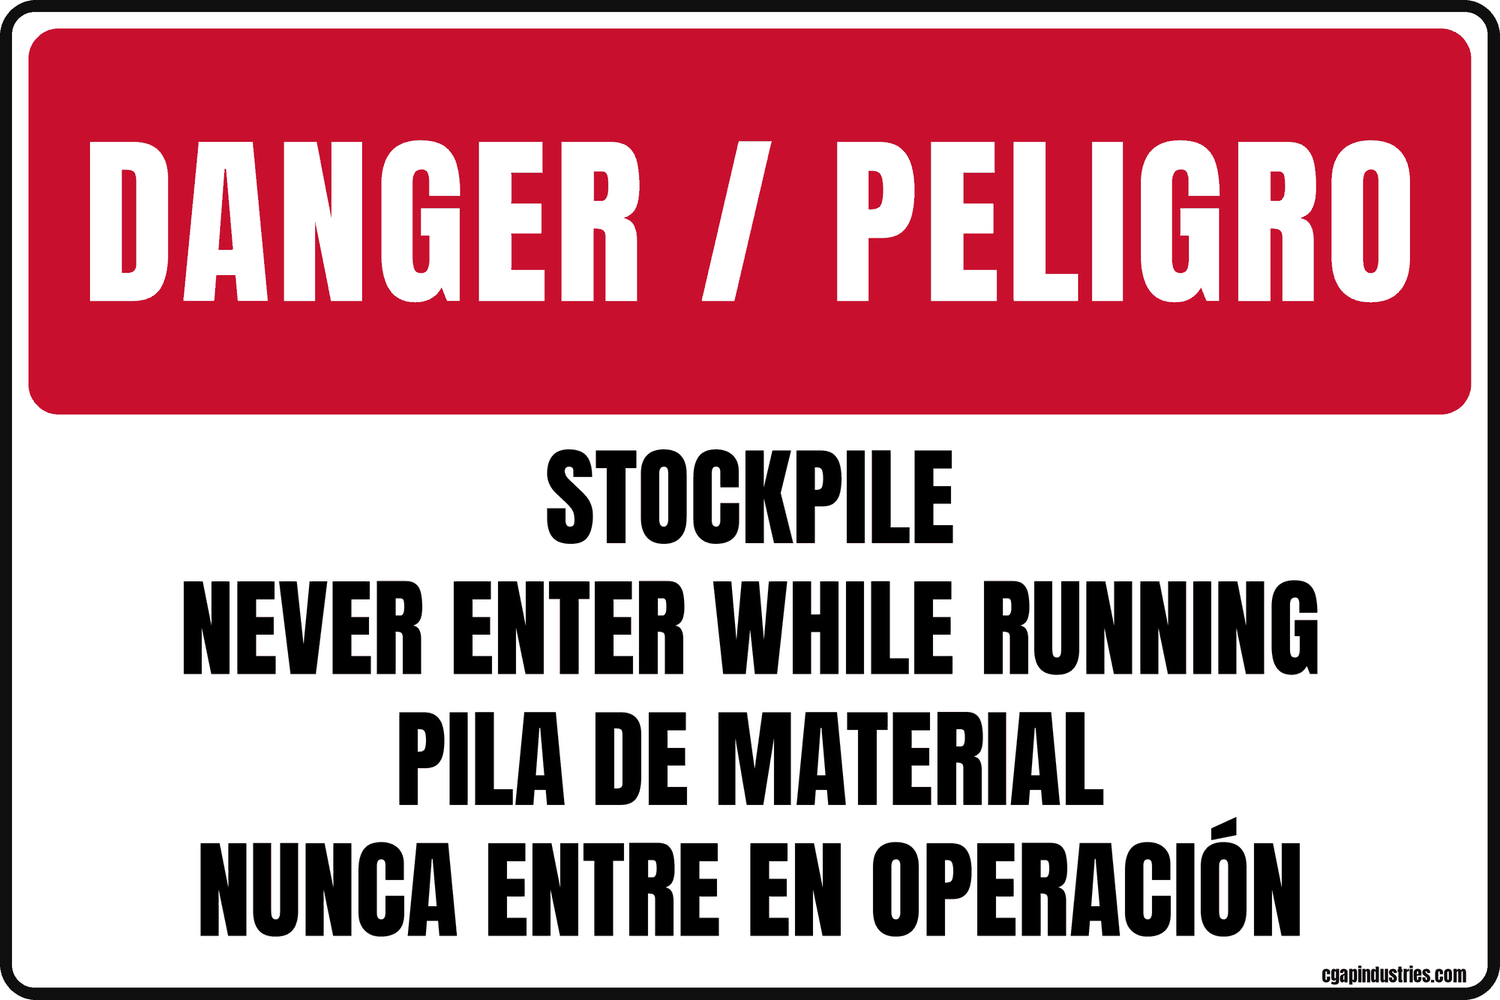 DANGER / PELIGRO
STOCKPILE
NEVER ENTER WHILE RUNNING
PILA DE MATERIAL
NUNCA ENTRE EN OPERACIÓN
cgapindustries.com